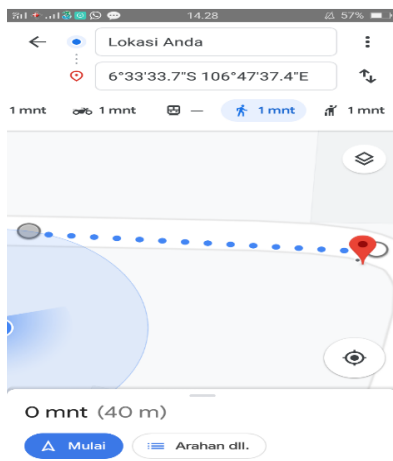 14.28
57%
Lokasi Anda
6°33'33.7"S 106°47'37.4"E
1 mnt 1 mnt — 1 mnt 1 mnt
0 mnt (40 m)
Mulai Arahan dll.